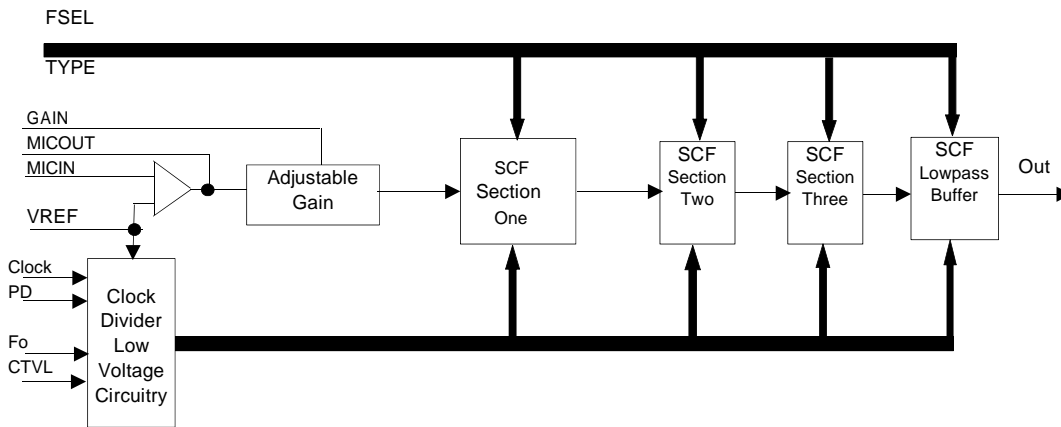 FSEL
TYPE
GAIN
MICOUT
MICIN
VREF
Adjustable
Gain
SCF
Section
One
SCF
Section
Two
SCF
Section
Three
SCF
Lowpass
Buffer
Out
Clock
PD
Fo
CTVL
Clock
Divider
Low
Voltage
Circuitry